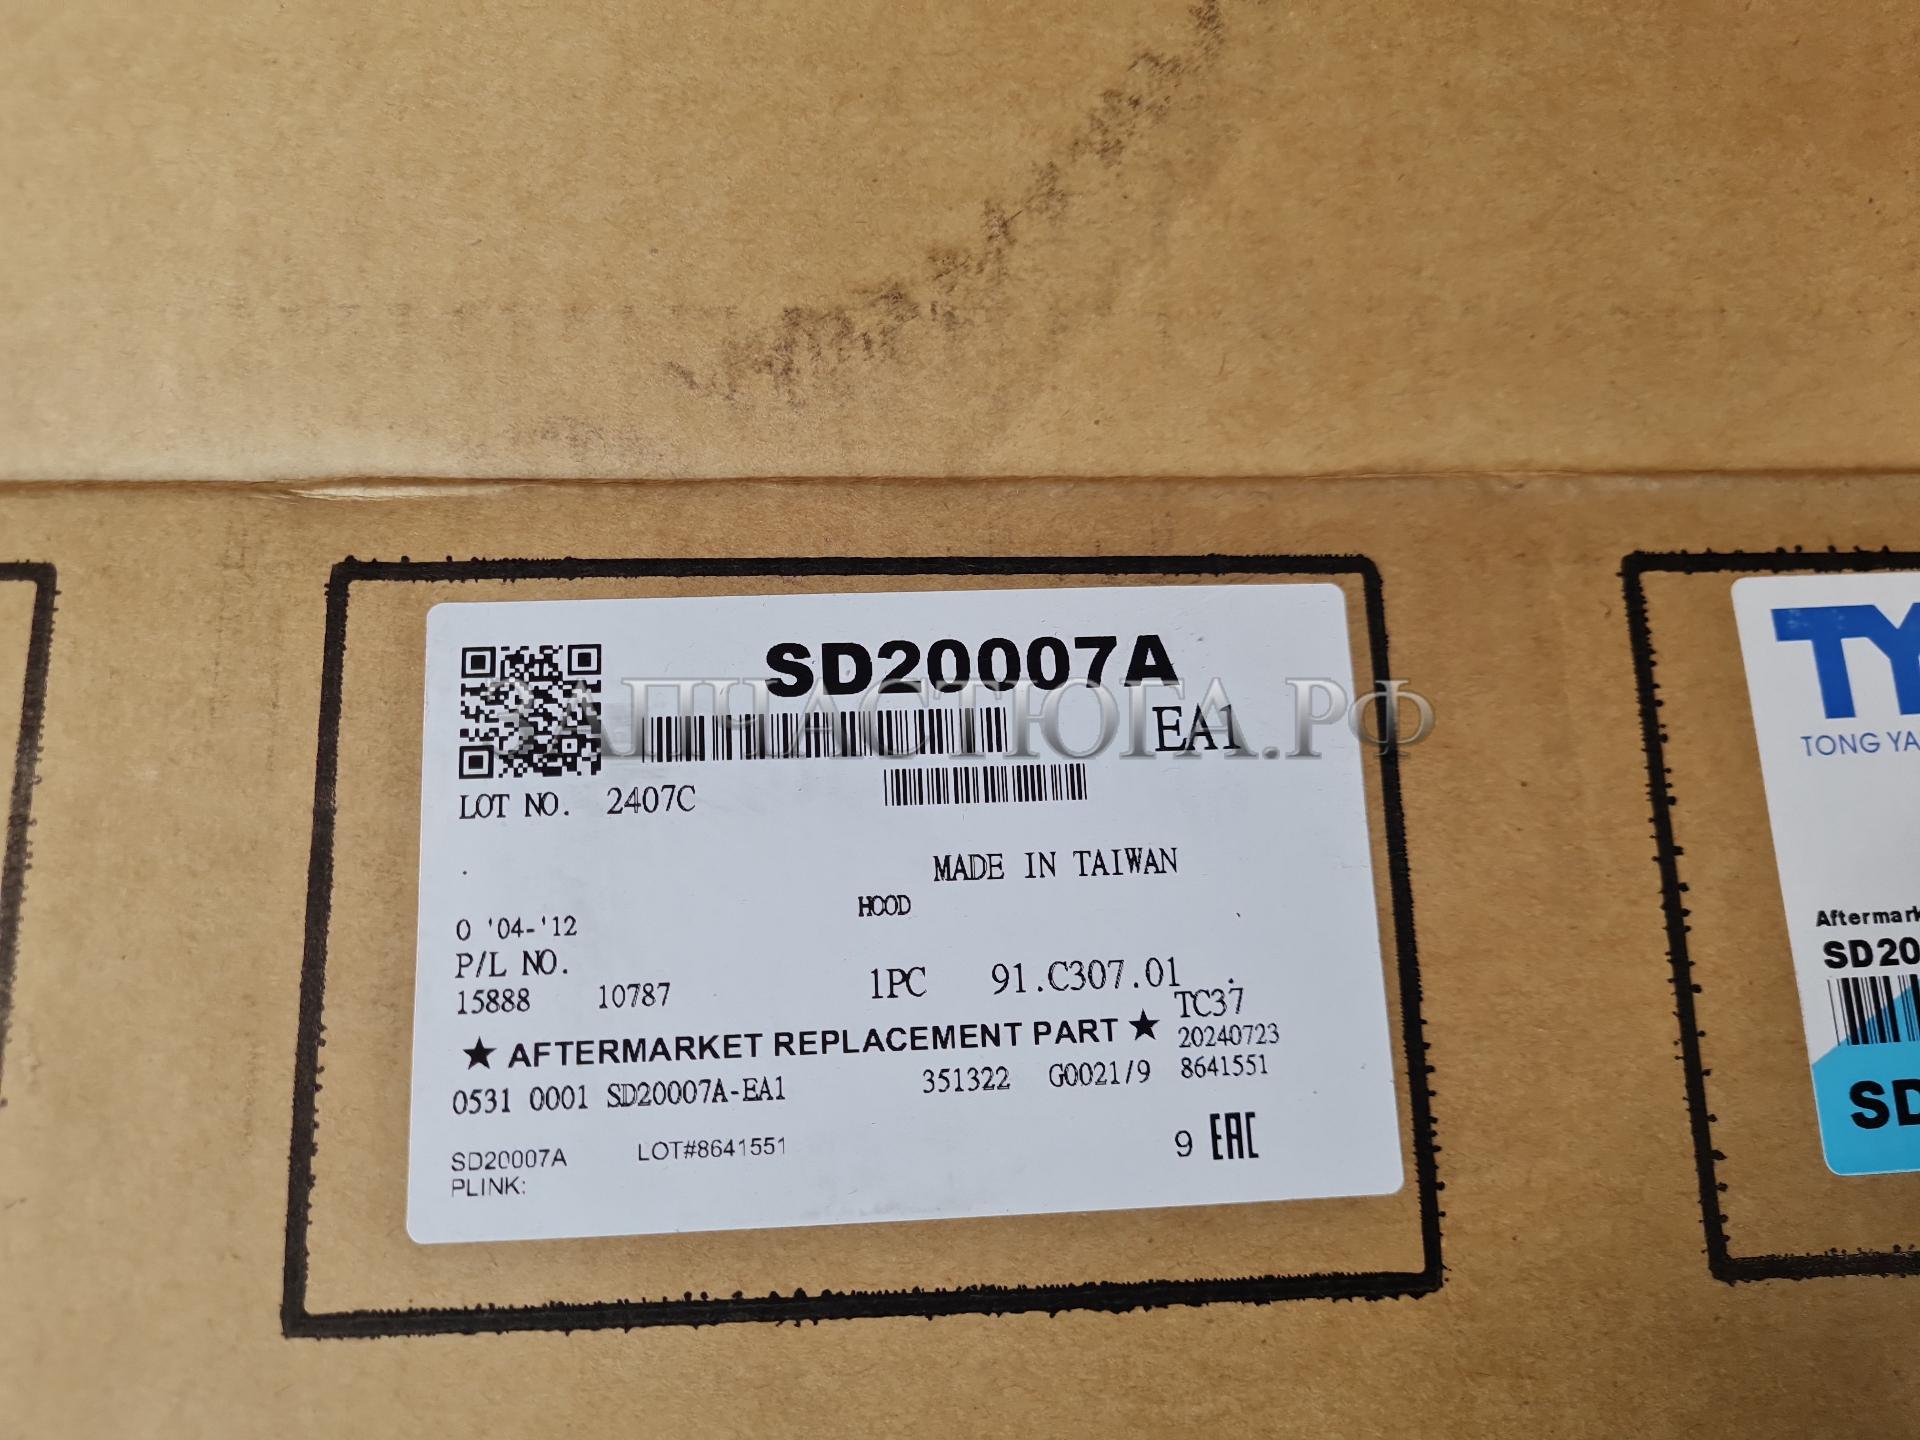 SD20007A
ЗАПЧАСТЮГА.РФ
EA1
LOT NO. 2407C
MADE IN TAIWAN
HOOD
O '04-'12
P/L NO.
15888 10787
1PC 91.C307.01
TC37
★ AFTERMARKET REPLACEMENT PART ★
20240723
0531 0001 SD20007A-EA1 351322 G0021/9 8641551
SD20007A LOT#8641551
PLINK:
9 EAC
TY
TONG YA
Aftermark
SD20
SD